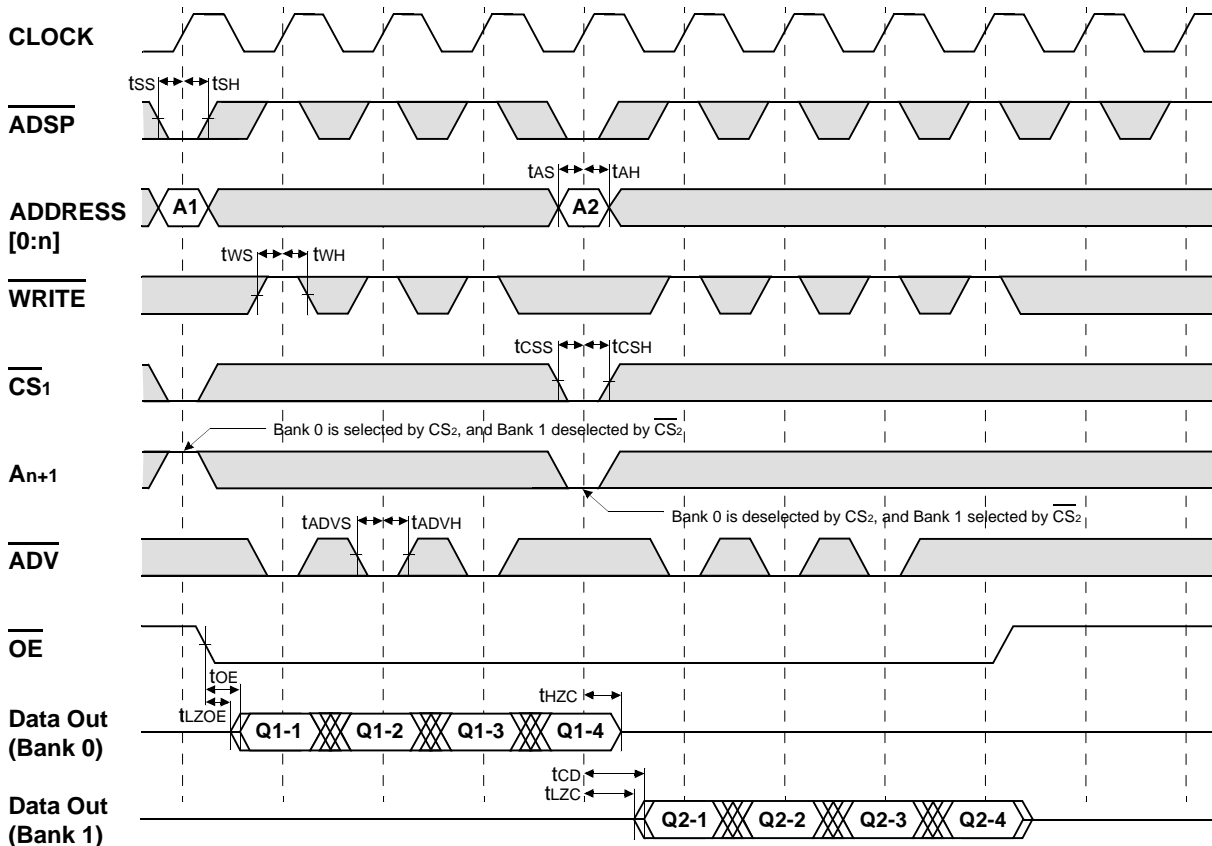 CLOCK
tSS tSH
ADSP
tAS tAH
A1 A2
ADDRESS
[0:n]
tWS tWH
WRITE
tCSS tCSH
CS1
Bank 0 is selected by CS2, and Bank 1 deselected by CS2
An+1
Bank 0 is deselected by CS2, and Bank 1 selected by CS2
tADVS tADVH
ADV
OE
tOE
tHZC
tLZOE
Data Out
(Bank 0)
Q1-1 Q1-2 Q1-3 Q1-4
tCD
tLZC
Data Out
(Bank 1)
Q2-1 Q2-2 Q2-3 Q2-4